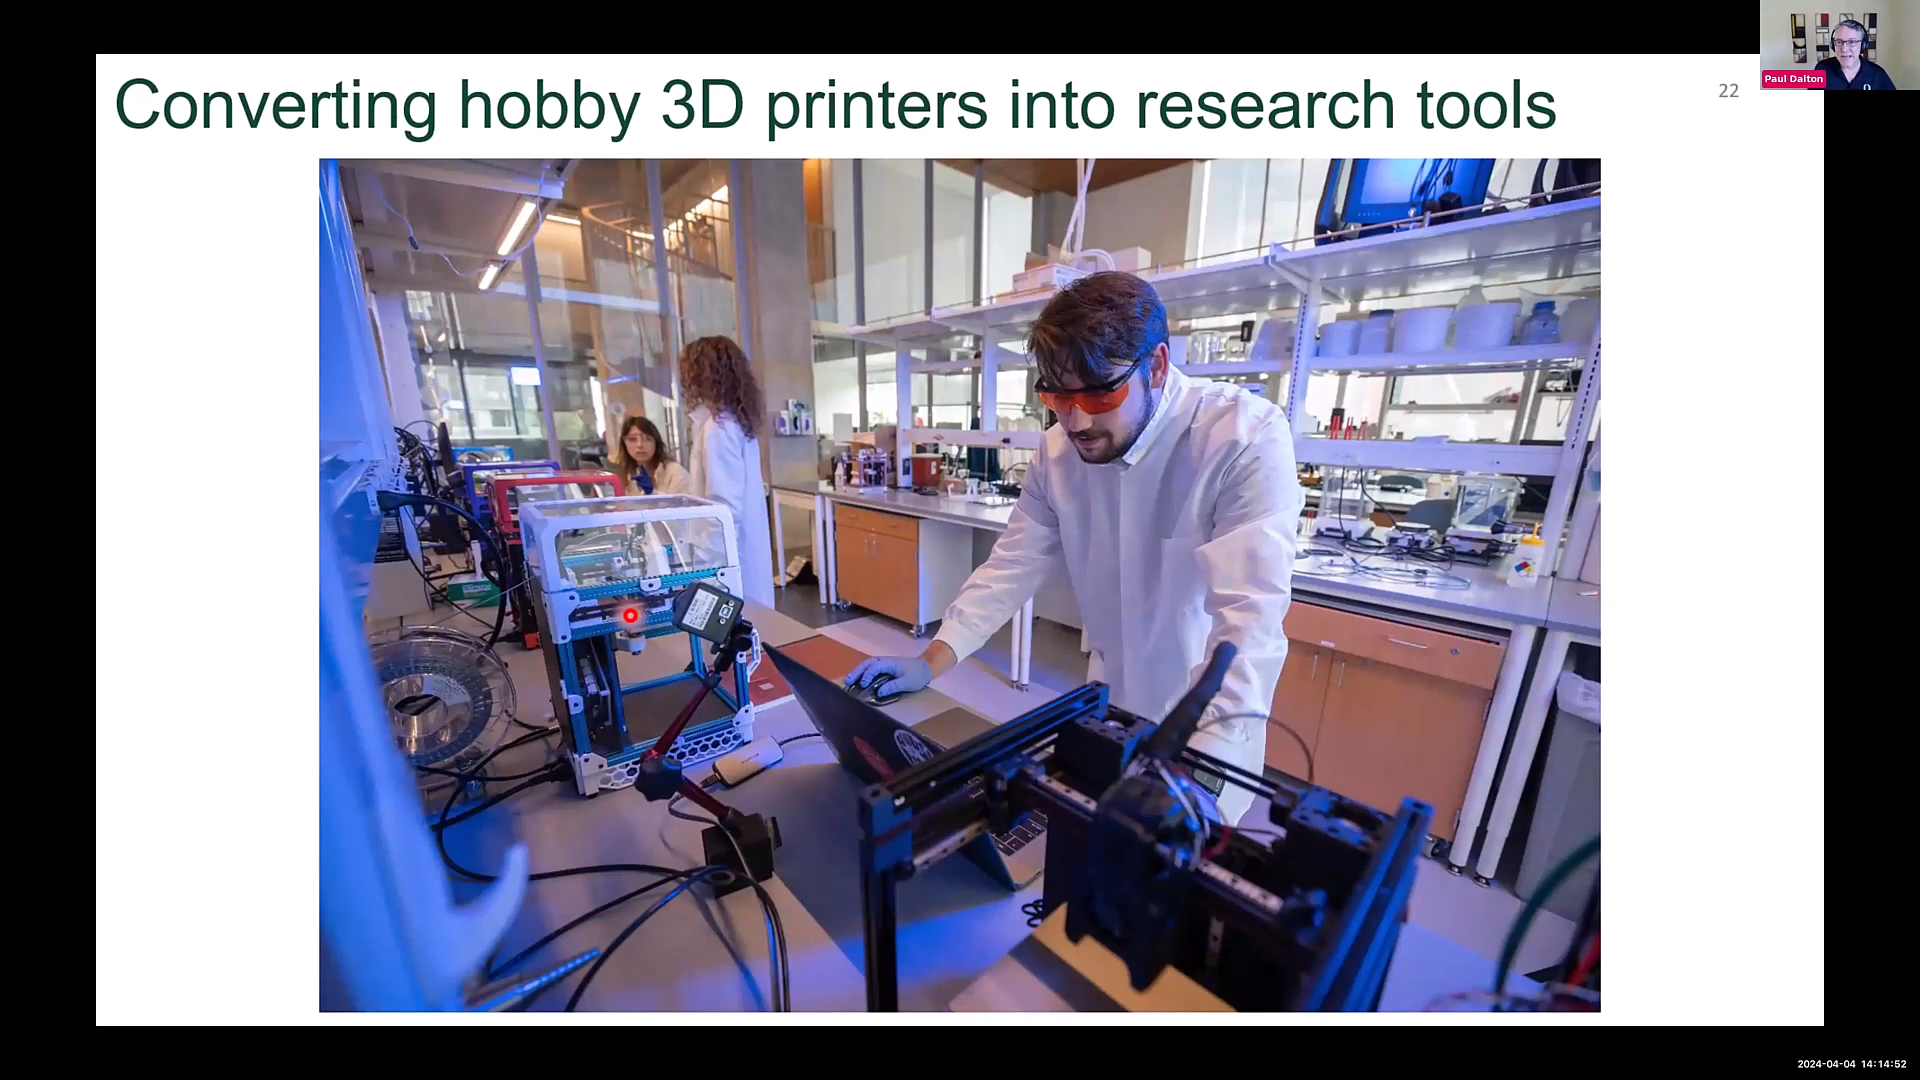 Converting hobby 3D printers into research tools
22
Paul Dalton
2024-04-04 14:14:52